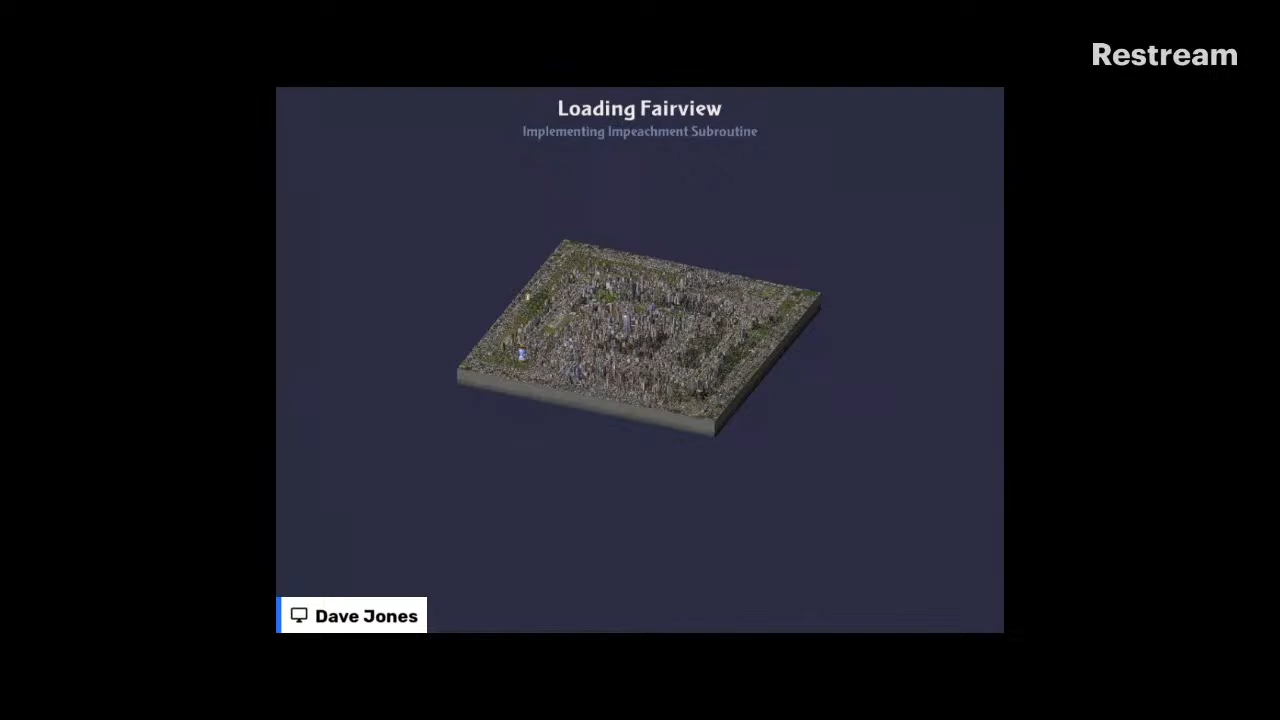 Restream
Loading Fairview
Implementing Impeachment Subroutine
Dave Jones